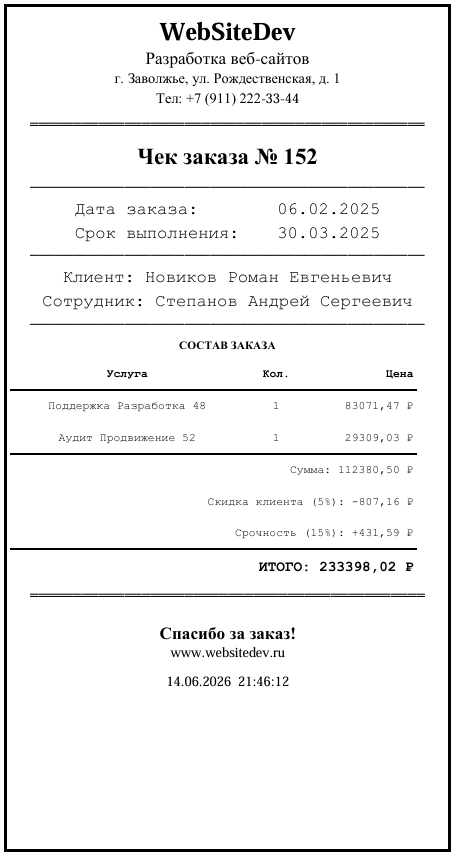 WebSiteDev
Разработка веб-сайтов
г. Заволжье, ул. Рождественская, д. 1
Тел: +7 (911) 222-33-44
Чек заказа № 152
Дата заказа: 06.02.2025
Срок выполнения: 30.03.2025
Клиент: Новиков Роман Евгеньевич
Сотрудник: Степанов Андрей Сергеевич
СОСТАВ ЗАКАЗА
Услуга Кол. Цена
Поддержка Разработка 48 1 83071,47 ₽
Аудит Продвижение 52 1 29309,03 ₽
Сумма: 112380,50 ₽
Скидка клиента (5%): -807,16 ₽
Срочность (15%): +431,59 ₽
ИТОГО: 233398,02 ₽
Спасибо за заказ!
www.websitedev.ru
14.06.2026 21:46:12